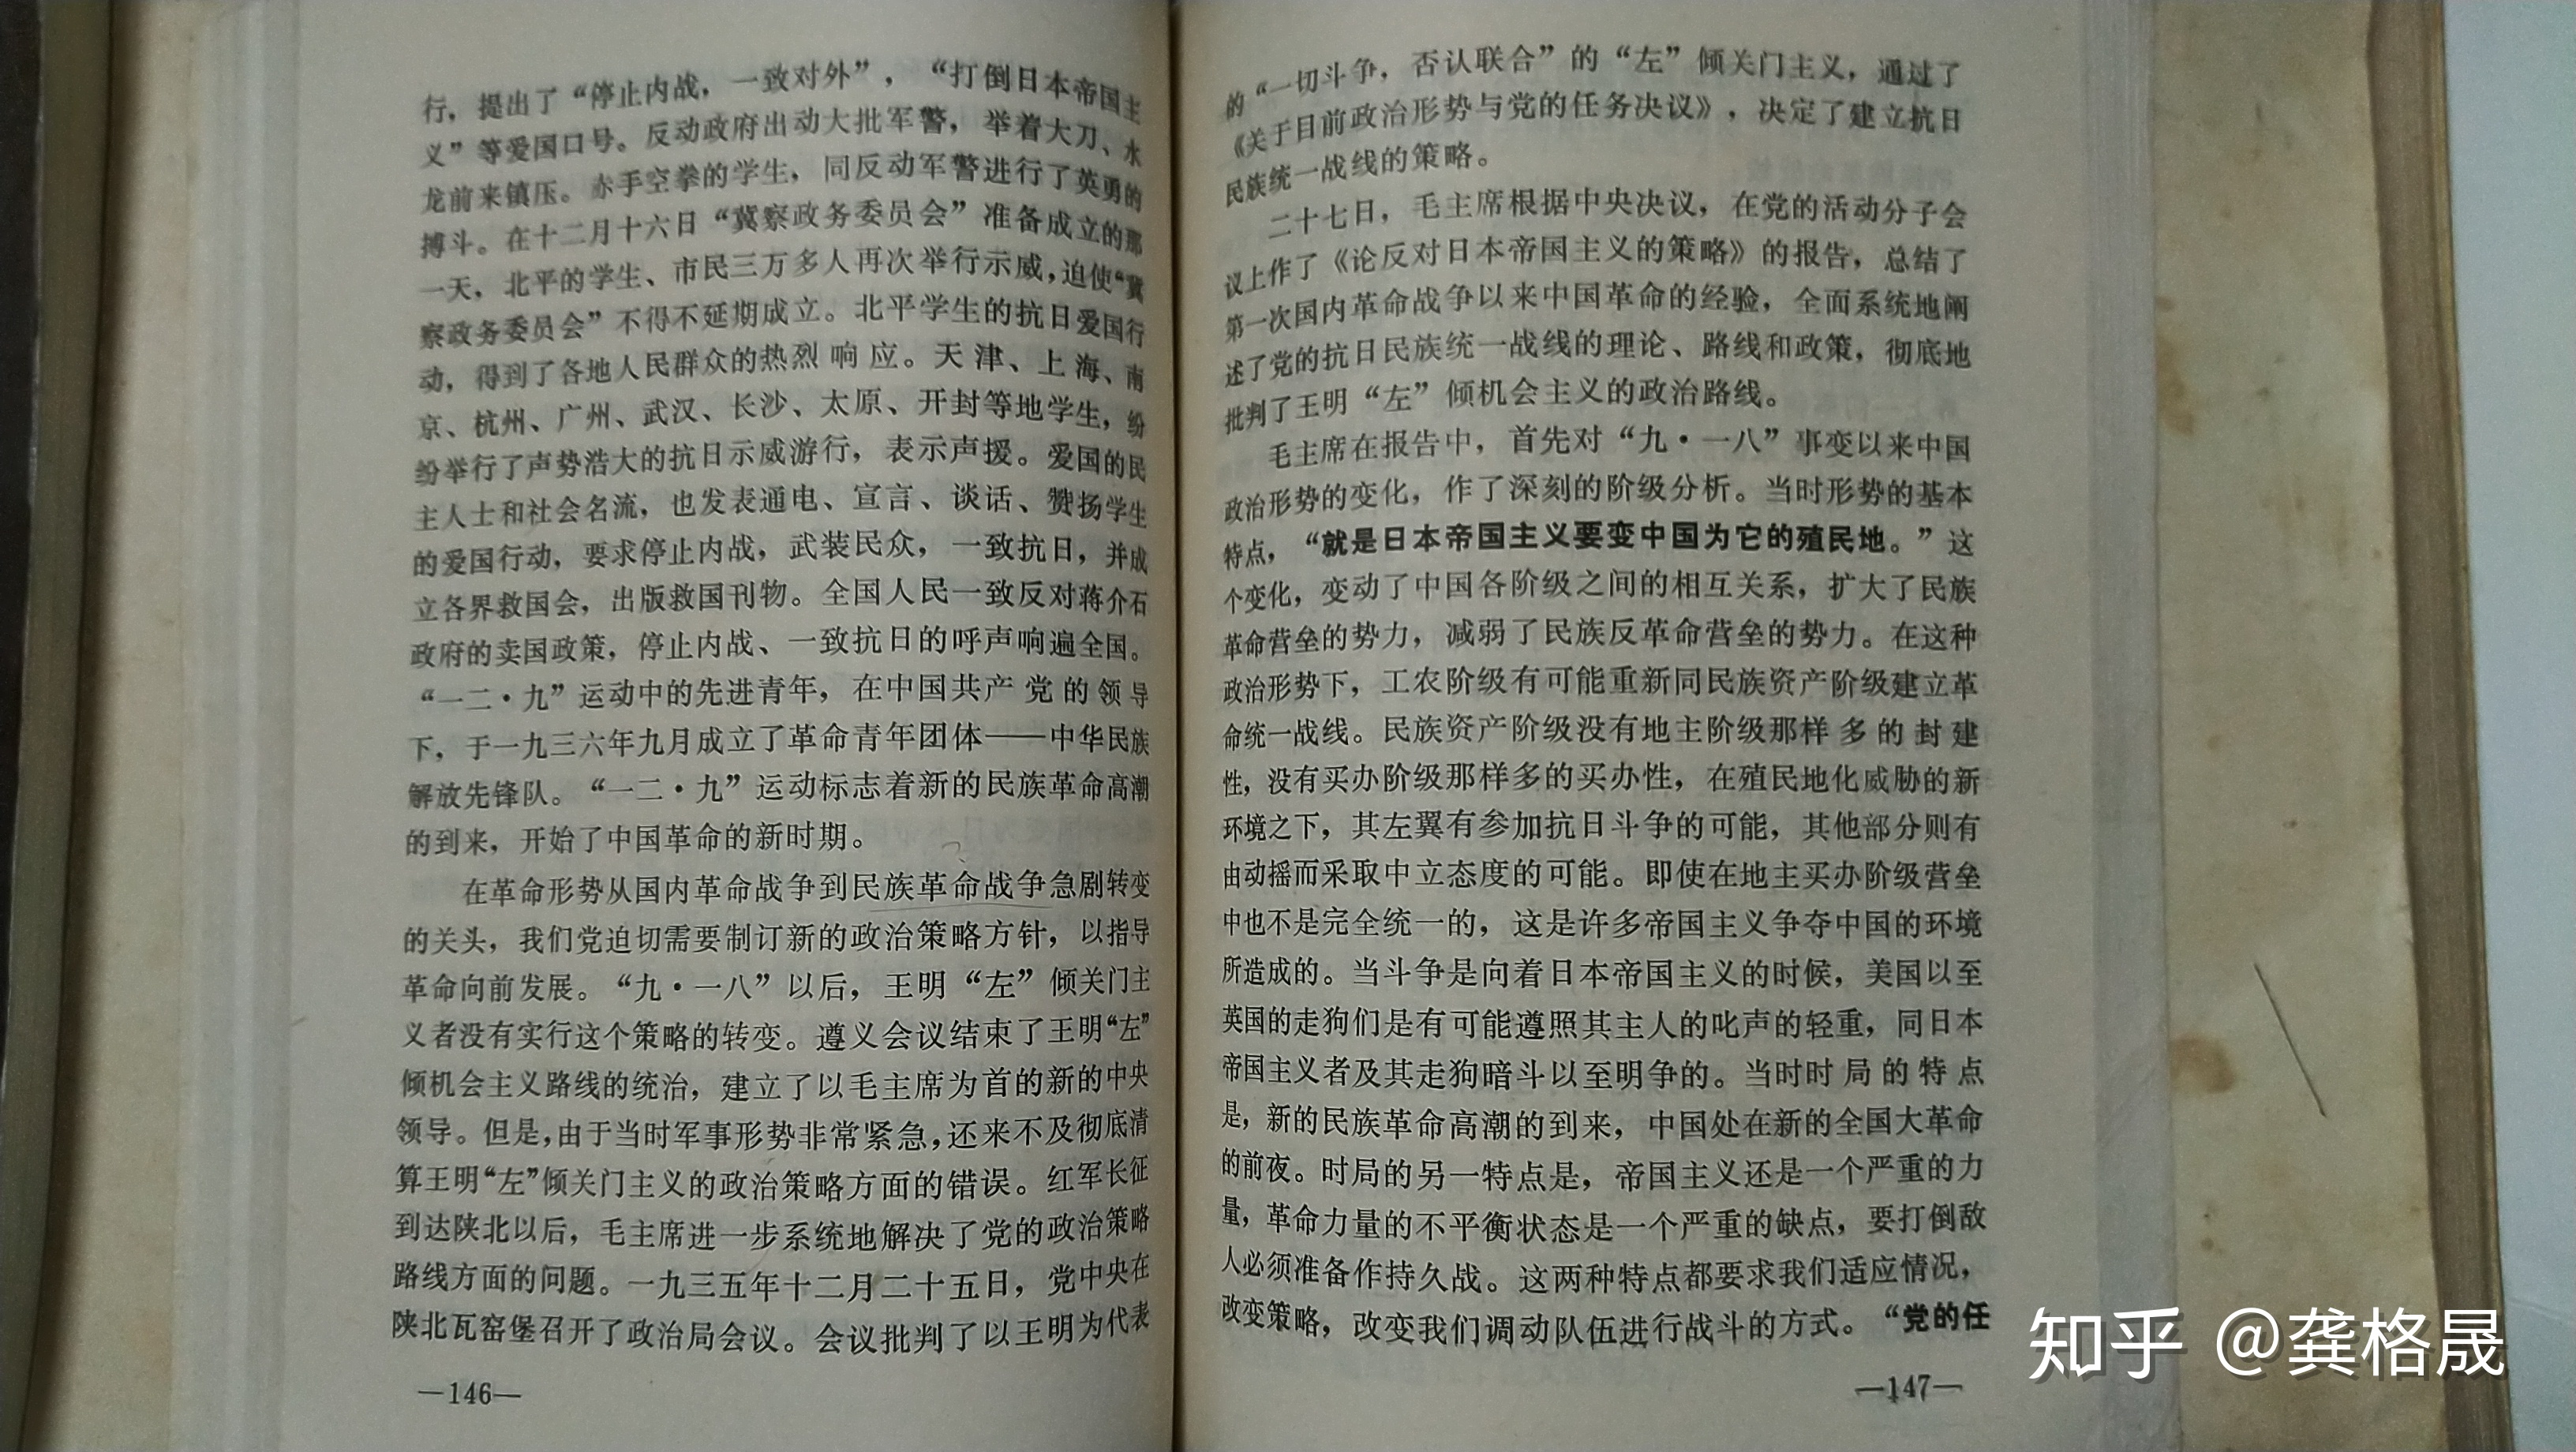 行，提出了“停止内战，一致对外”，“打倒日本帝国主
义”等爱国口号。反动政府出动大批军警，举着大刀、水
龙前来镇压。赤手空拳的学生，同反动军警进行了英勇的
搏斗。在十二月十六日“冀察政务委员会”准备成立的那
一天，北平的学生、市民三万多人再次举行示威，迫使“冀
察政务委员会”不得不延期成立。北平学生的抗日爱国行
动，得到了各地人民群众的热烈响应。天津、上海、南
京、杭州、广州、武汉、长沙、太原、开封等地学生，纷
纷举行了声势浩大的抗日示威游行，表示声援。爱国的民
主人士和社会名流，也发表通电、宣言、谈话、赞扬学生
的爱国行动，要求停止内战，武装民众，一致抗日，并成
立各界救国会，出版救国刊物。全国人民一致反对蒋介石
政府的卖国政策，停止内战、一致抗日的呼声响遍全国。
“一二·九”运动中的先进青年，在中国共产党的领导
下，于一九三六年九月成立了革命青年团体——中华民族
解放先锋队。“一二·九”运动标志着新的民族革命高潮
的到来，开始了中国革命的新时期。
在革命形势从国内革命战争到民族革命战争急剧转变
的关头，我们党迫切需要制订新的政治策略方针，以指导
革命向前发展。“九·一八”以后，王明“左”倾关门主
义者没有实行这个策略的转变。遵义会议结束了王明“左”
倾机会主义路线的统治，建立了以毛主席为首的新的中央
领导。但是，由于当时军事形势非常紧急，还来不及彻底清
算王明“左”倾关门主义的政治策略方面的错误。红军长征
到达陕北以后，毛主席进一步系统地解决了党的政治策略
路线方面的问题。一九三五年十二月二十五日，党中央在
陕北瓦窑堡召开了政治局会议。会议批判了以王明为代表
—146—
的“一切斗争，否认联合”的“左”倾关门主义，通过了
《关于目前政治形势与党的任务决议》，决定了建立抗日
民族统一战线的策略。
二十七日，毛主席根据中央决议，在党的活动分子会
议上作了《论反对日本帝国主义的策略》的报告，总结了
第一次国内革命战争以来中国革命的经验，全面系统地阐
述了党的抗日民族统一战线的理论、路线和政策，彻底地
批判了王明“左”倾机会主义的政治路线。
毛主席在报告中，首先对“九·一八”事变以来中国
政治形势的变化，作了深刻的阶级分析。当时形势的基本
特点，“就是日本帝国主义要变中国为它的殖民地。”这
个变化，变动了中国各阶级之间的相互关系，扩大了民族
革命营垒的势力，减弱了民族反革命营垒的势力。在这种
政治形势下，工农阶级有可能重新同民族资产阶级建立革
命统一战线。民族资产阶级没有地主阶级那样多的封建
性，没有买办阶级那样多的买办性，在殖民地化威胁的新
环境之下，其左翼有参加抗日斗争的可能，其他部分则有
由动摇而采取中立态度的可能。即使在地主买办阶级营垒
中也不是完全统一的，这是许多帝国主义争夺中国的环境
所造成的。当斗争是向着日本帝国主义的时候，美国以至
英国的走狗们是有可能遵照其主人的叱声的轻重，同日本
帝国主义者及其走狗暗斗以至明争的。当时时局的特点
是，新的民族革命高潮的到来，中国处在新的全国大革命
的前夜。时局的另一特点是，帝国主义还是一个严重的力
量，革命力量的不平衡状态是一个严重的缺点，要打倒敌
人必须准备作持久战。这两种特点都要求我们适应情况，
改变策略，改变我们调动队伍进行战斗的方式。“党的任
—147—
知乎 @龚格晟